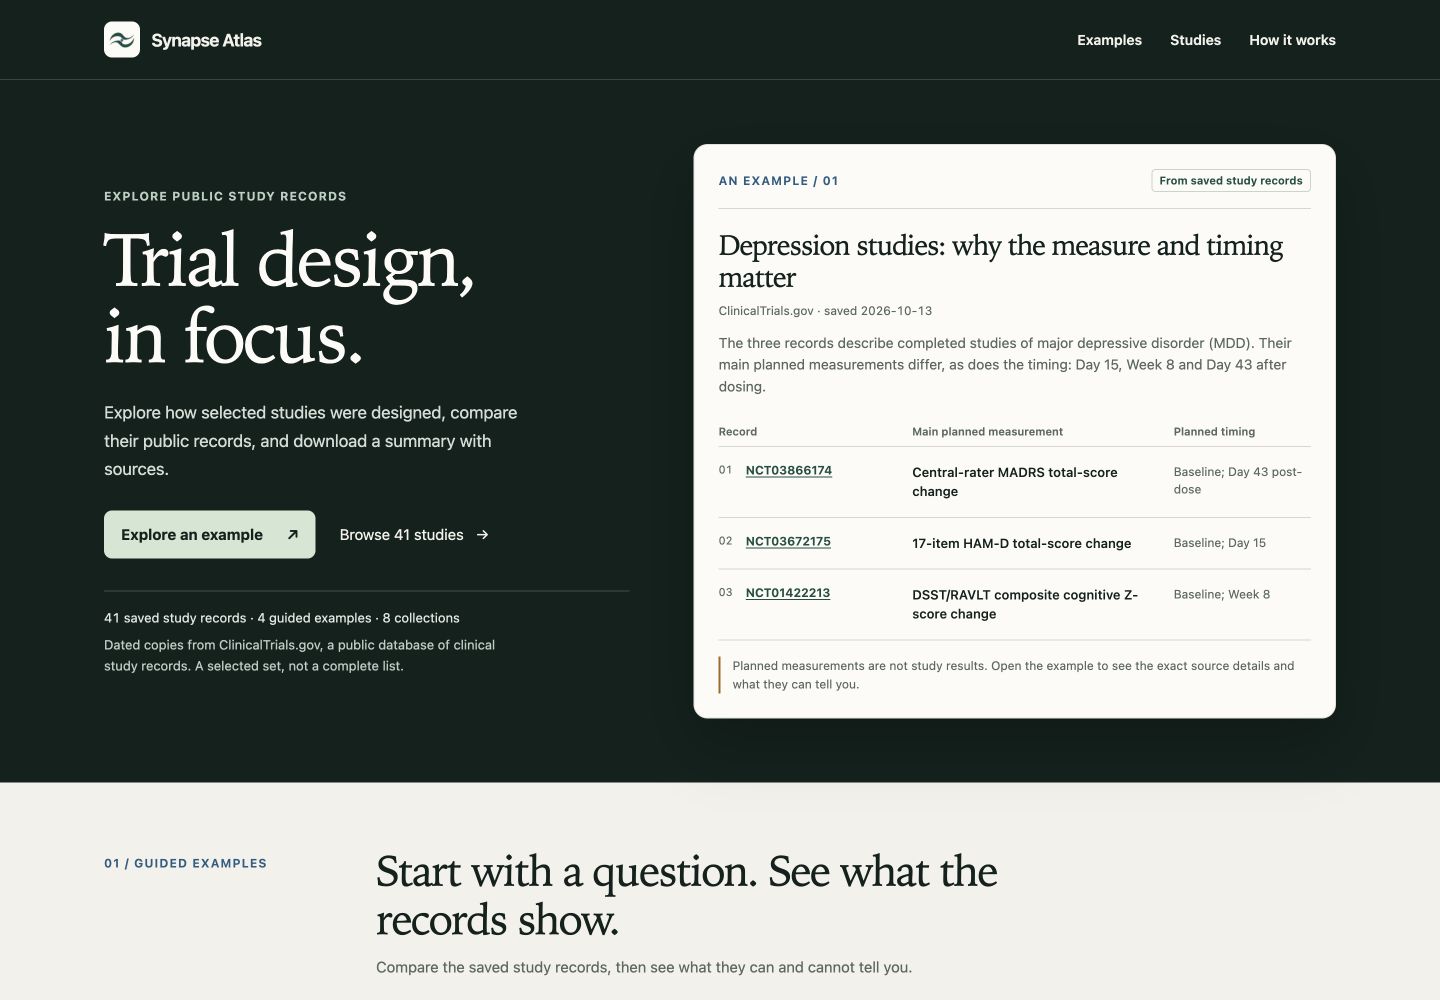 Synapse Atlas
Examples
Studies
How it works
EXPLORE PUBLIC STUDY RECORDS
Trial design,
in focus.
Explore how selected studies were designed, compare
their public records, and download a summary with
sources.
Explore an example ↗
Browse 41 studies →
41 saved study records · 4 guided examples · 8 collections
Dated copies from ClinicalTrials.gov, a public database of clinical
study records. A selected set, not a complete list.
AN EXAMPLE / 01
From saved study records
Depression studies: why the measure and timing
matter
ClinicalTrials.gov · saved 2026-10-13
The three records describe completed studies of major depressive disorder (MDD). Their
main planned measurements differ, as does the timing: Day 15, Week 8 and Day 43 after
dosing.
Record
Main planned measurement
Planned timing
01 NCT03866174
Central-rater MADRS total-score
change
Baseline; Day 43 post-
dose
02 NCT03672175
17-item HAM-D total-score change
Baseline; Day 15
03 NCT01422213
DSST/RAVLT composite cognitive Z-
score change
Baseline; Week 8
Planned measurements are not study results. Open the example to see the exact source details and
what they can tell you.
01 / GUIDED EXAMPLES
Start with a question. See what the
records show.
Compare the saved study records, then see what they can and cannot tell you.